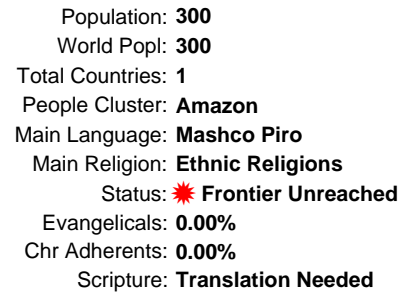 Population: 300
World Popl: 300
Total Countries: 1
People Cluster: Amazon
Main Language: Mashco Piro
Main Religion: Ethnic Religions
Status: Frontier Unreached
Evangelicals: 0.00%
Chr Adherents: 0.00%
Scripture: Translation Needed